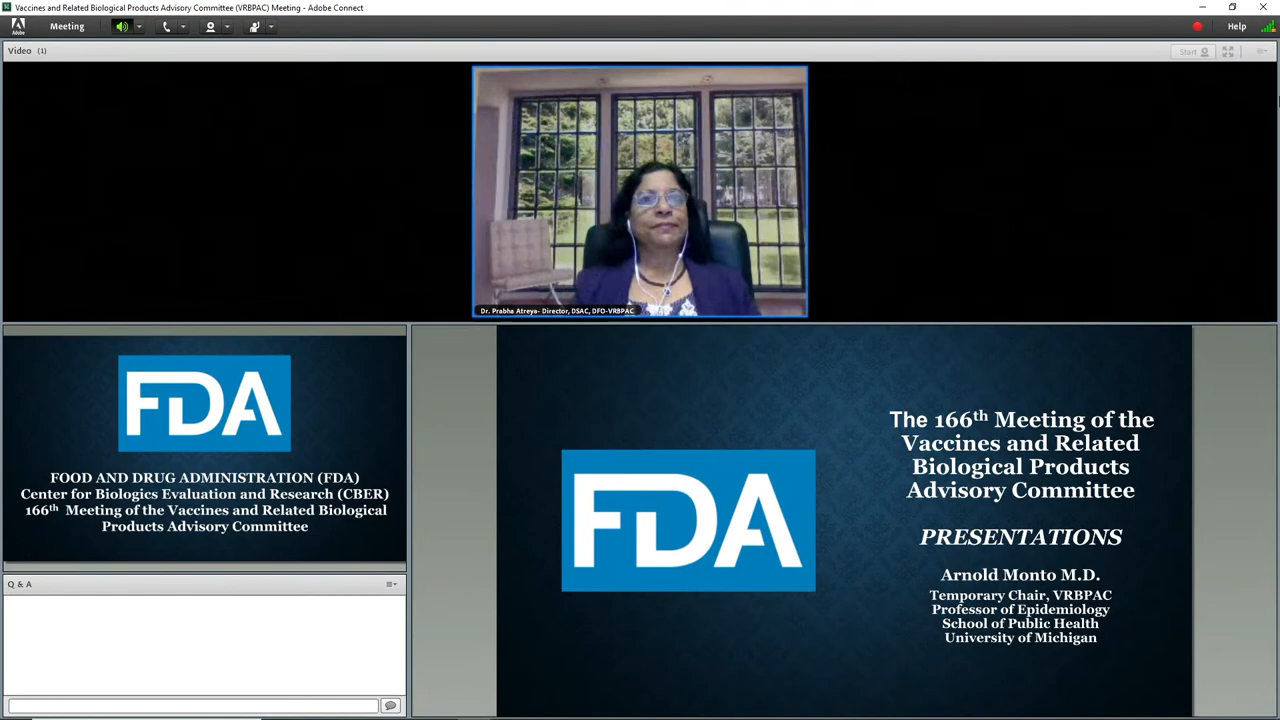 Vaccines and Related Biological Products Advisory Committee (VRBPAC) Meeting - Adobe Connect
Adobe
Meeting
Help
Video (1)
Start
Dr. Prabha Atreya- Director, DSAC, DFO-VRBPAC
FDA
FOOD AND DRUG ADMINISTRATION (FDA)
Center for Biologics Evaluation and Research (CBER)
166th Meeting of the Vaccines and Related Biological
Products Advisory Committee
Q & A
FDA
The 166th Meeting of the
Vaccines and Related
Biological Products
Advisory Committee
PRESENTATIONS
Arnold Monto M.D.
Temporary Chair, VRBPAC
Professor of Epidemiology
School of Public Health
University of Michigan